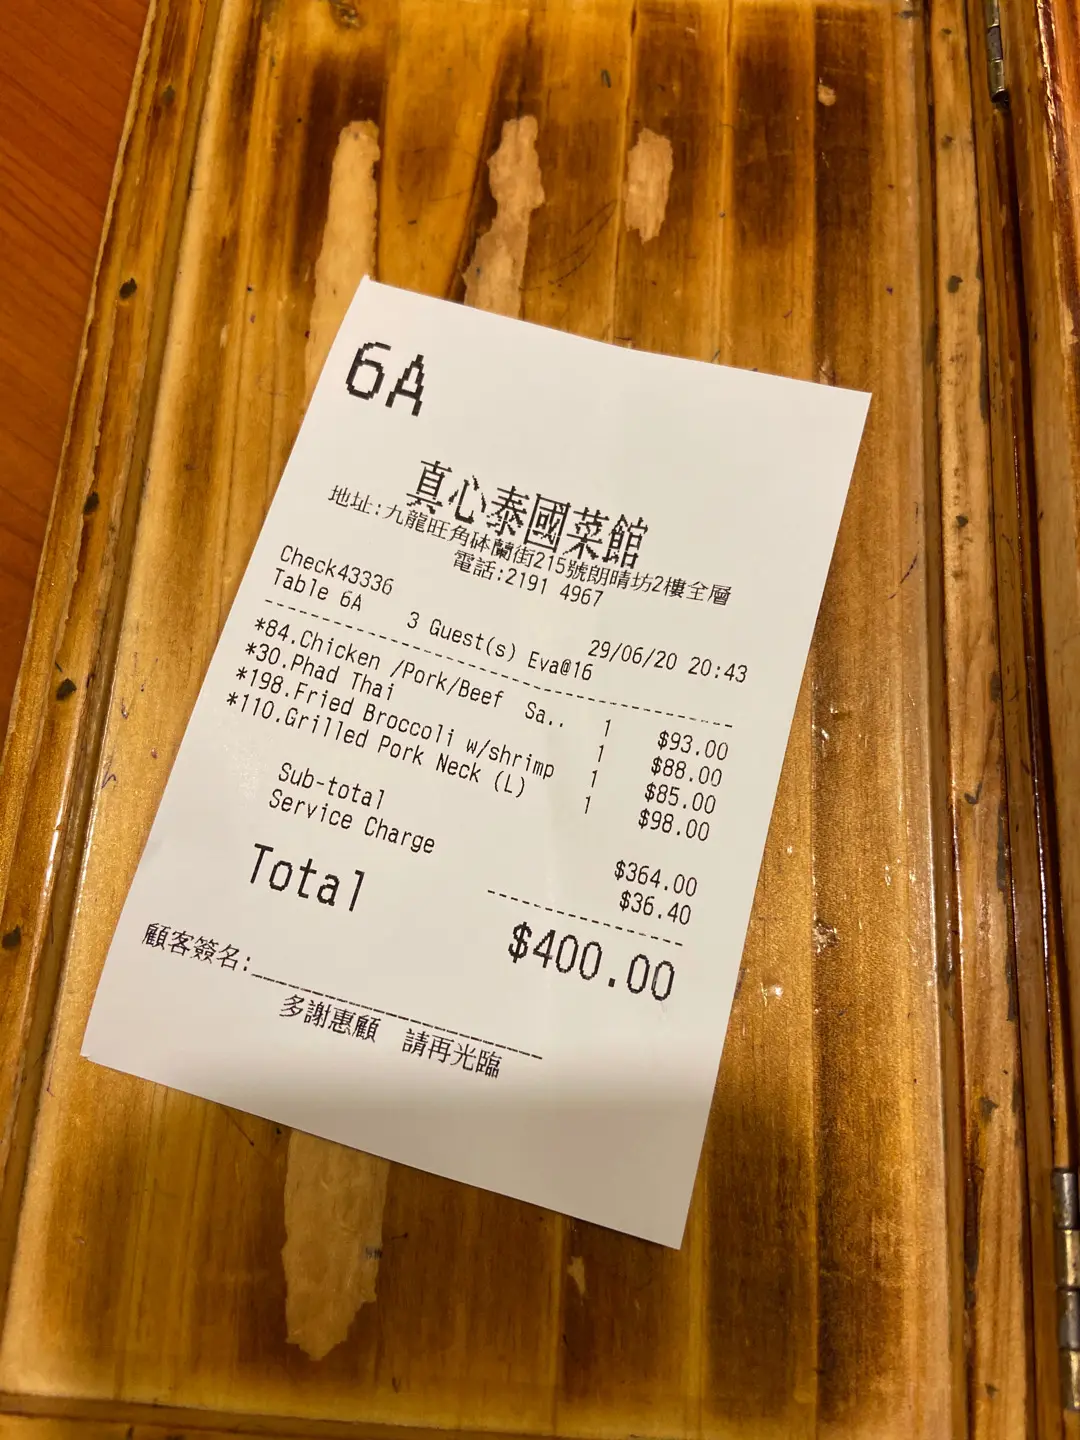 6A
真心泰國菜館
地址:九龍旺角砵蘭街215號朗晴坊2樓全層
電話:2191 4967
Check43336 29/06/20 20:43
Table 6A 3 Guest(s) Eva@16
*84.Chicken /Pork/Beef Sa.. 1 $93.00
*30.Phad Thai 1 $88.00
*198.Fried Broccoli w/shrimp 1 $85.00
*110.Grilled Pork Neck (L) 1 $98.00
Sub-total $364.00
Service Charge $36.40
Total $400.00
顧客簽名:
多謝惠顧 請再光臨